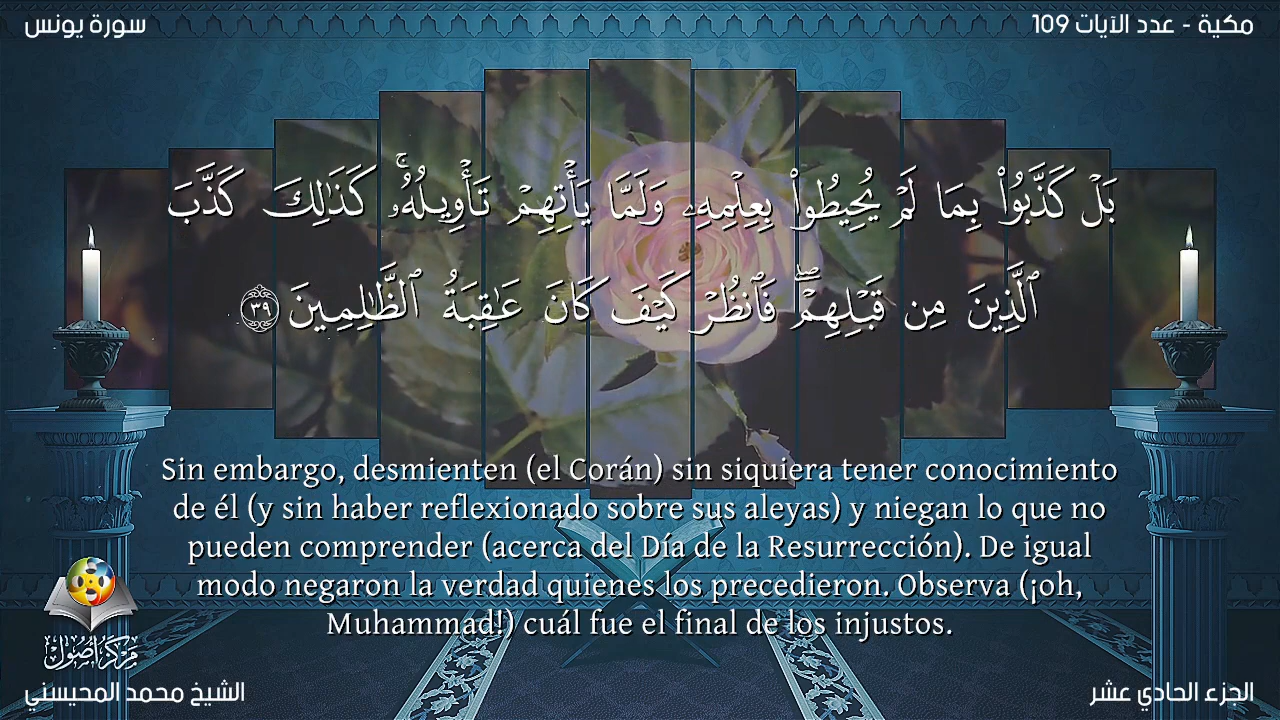 سورة يونس
مكية - عدد الآيات 109
بَلْ كَذَّبُوا۟ بِمَا لَمْ يُحِيطُوا۟ بِعِلْمِهِۦ وَلَمَّا يَأْتِهِمْ تَأْوِيلُهُۥ ۚ كَذَٰلِكَ كَذَّبَ
ٱلَّذِينَ مِن قَبْلِهِمْ ۖ فَٱنظُرْ كَيْفَ كَانَ عَـٰقِبَةُ ٱلظَّـٰلِمِينَ ٣٩
Sin embargo, desmienten (el Corán) sin siquiera tener conocimiento
de él (y sin haber reflexionado sobre sus aleyas) y niegan lo que no
pueden comprender (acerca del Día de la Resurrección). De igual
modo negaron la verdad quienes los precedieron. Observa (¡oh,
Muhammad!) cuál fue el final de los injustos.
مركز أصول
الشيخ محمد المحيسني
الجزء الحادي عشر